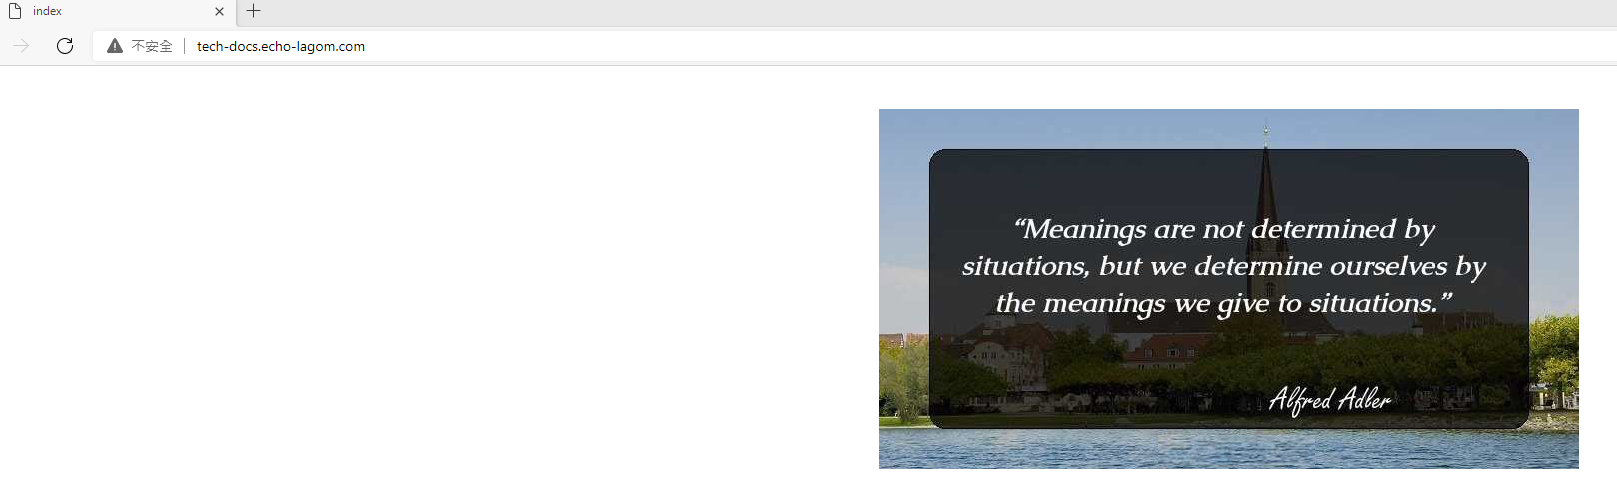 index
不安全
tech-docs.echo-lagom.com
“Meanings are not determined by
situations, but we determine ourselves by
the meanings we give to situations.”
Alfred Adler